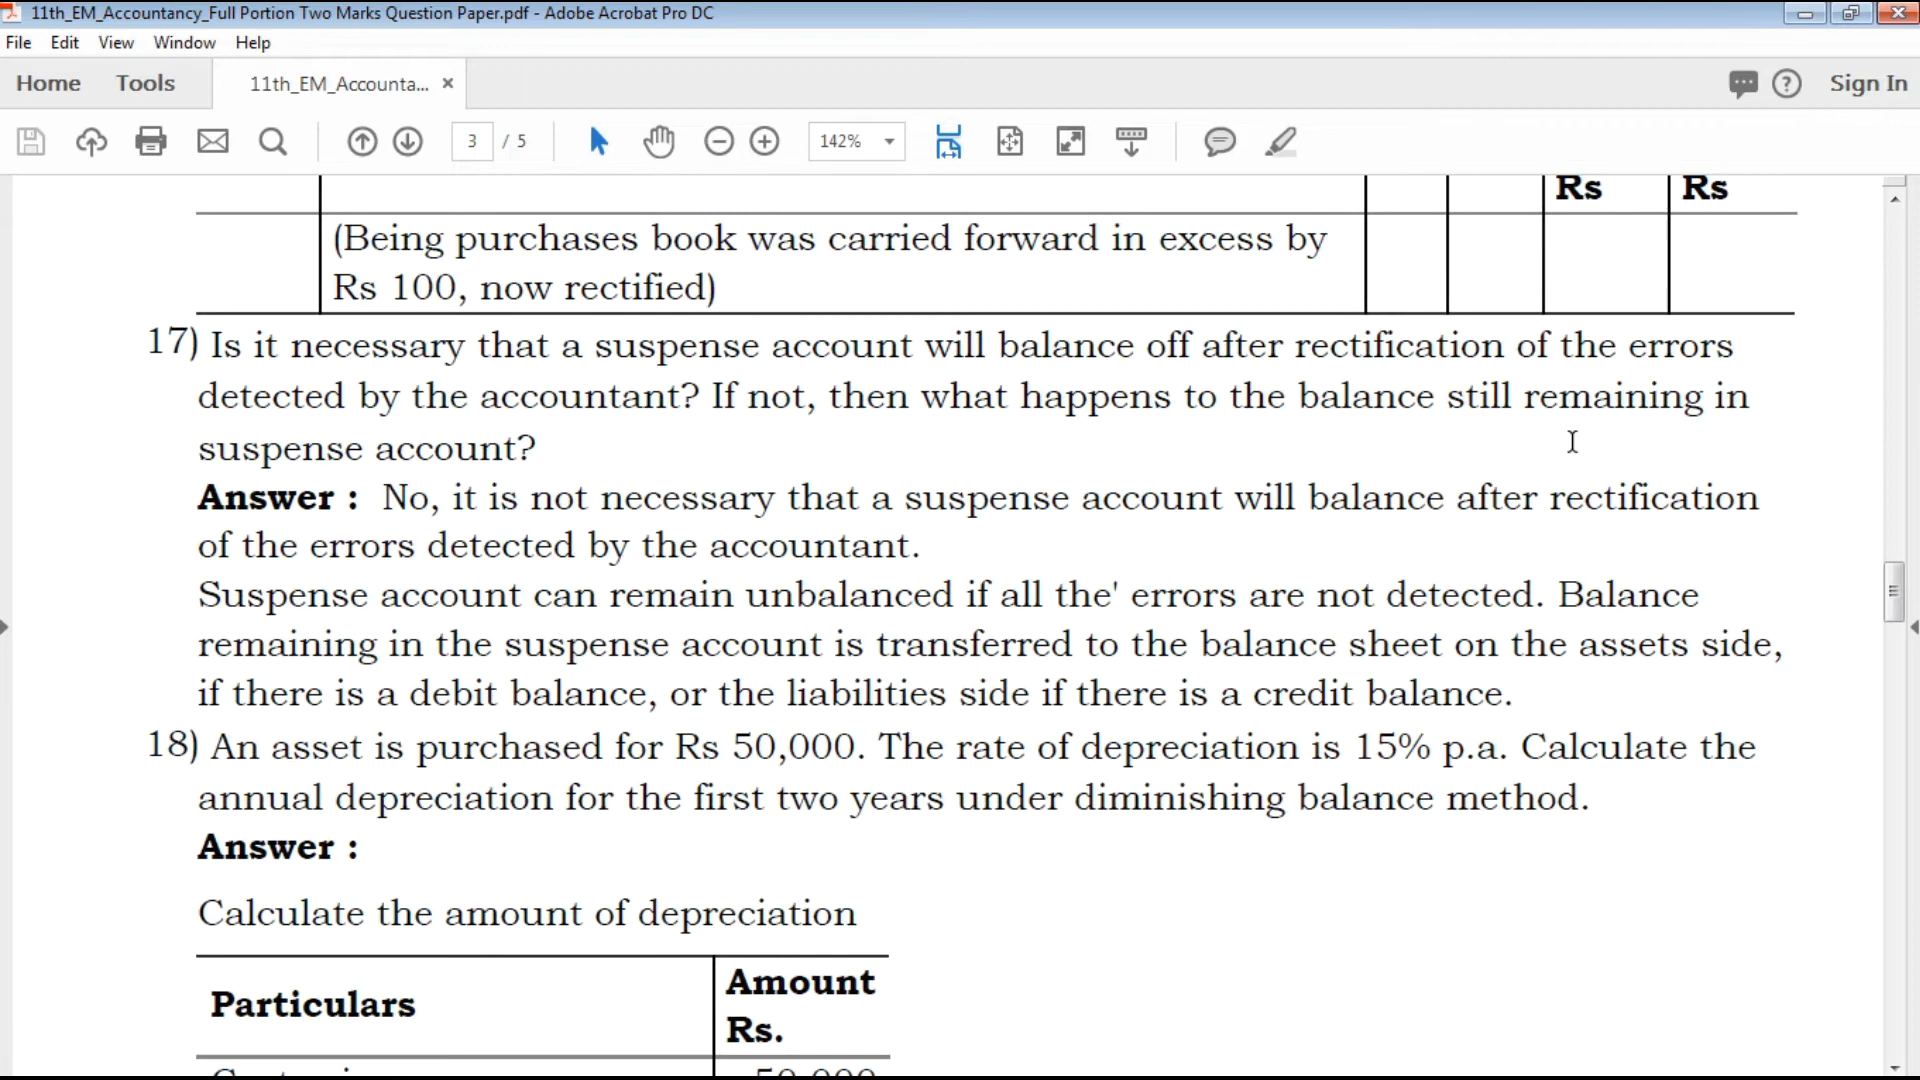 11th_EM_Accountancy_Full Portion Two Marks Question Paper.pdf - Adobe Acrobat Pro DC
File Edit View Window Help
Home Tools 11th_EM_Accounta... × Sign In
3 / 5 142%
Rs Rs
(Being purchases book was carried forward in excess by
Rs 100, now rectified)
17) Is it necessary that a suspense account will balance off after rectification of the errors
detected by the accountant? If not, then what happens to the balance still remaining in
suspense account?
Answer : No, it is not necessary that a suspense account will balance after rectification
of the errors detected by the accountant.
Suspense account can remain unbalanced if all the' errors are not detected. Balance
remaining in the suspense account is transferred to the balance sheet on the assets side,
if there is a debit balance, or the liabilities side if there is a credit balance.
18) An asset is purchased for Rs 50,000. The rate of depreciation is 15% p.a. Calculate the
annual depreciation for the first two years under diminishing balance method.
Answer :
Calculate the amount of depreciation
Particulars Amount
Rs.
50,000